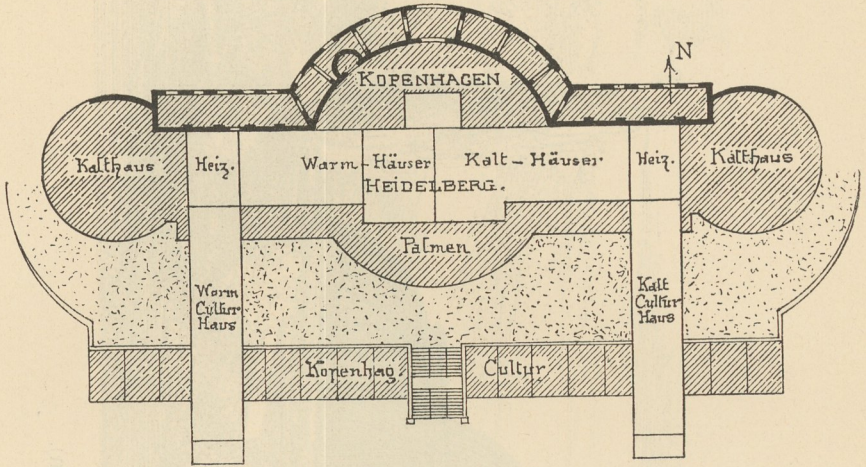 N
KOPENHAGEN
Kalthaus
Heiz.
Warm-Häuser
Kalt-Häuser.
Heiz.
Kalthaus
HEIDELBERG.
Palmen
Warm
Cultur
Haus
Kalt
Cultur
Haus
Kopenhag.
Cultur